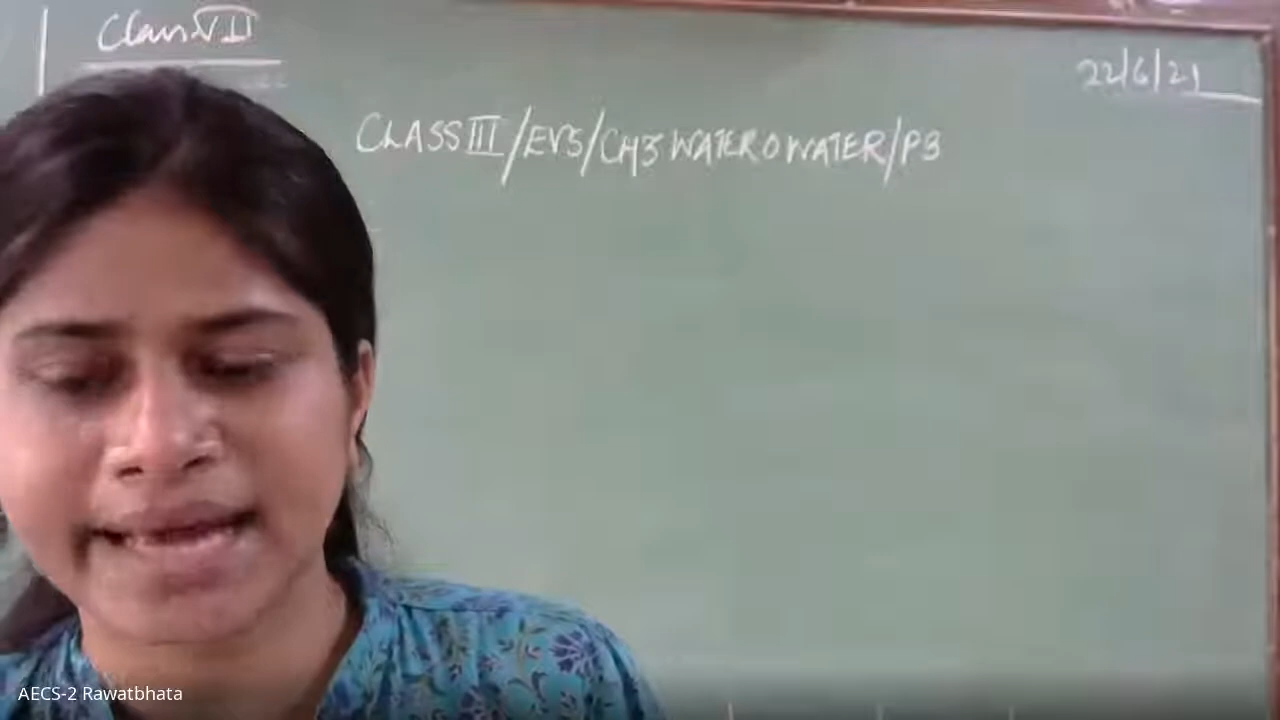 Class VII
22/6/21
CLASS III/EVS/CH3 WATER O WATER/P3
AECS-2 Rawatbhata